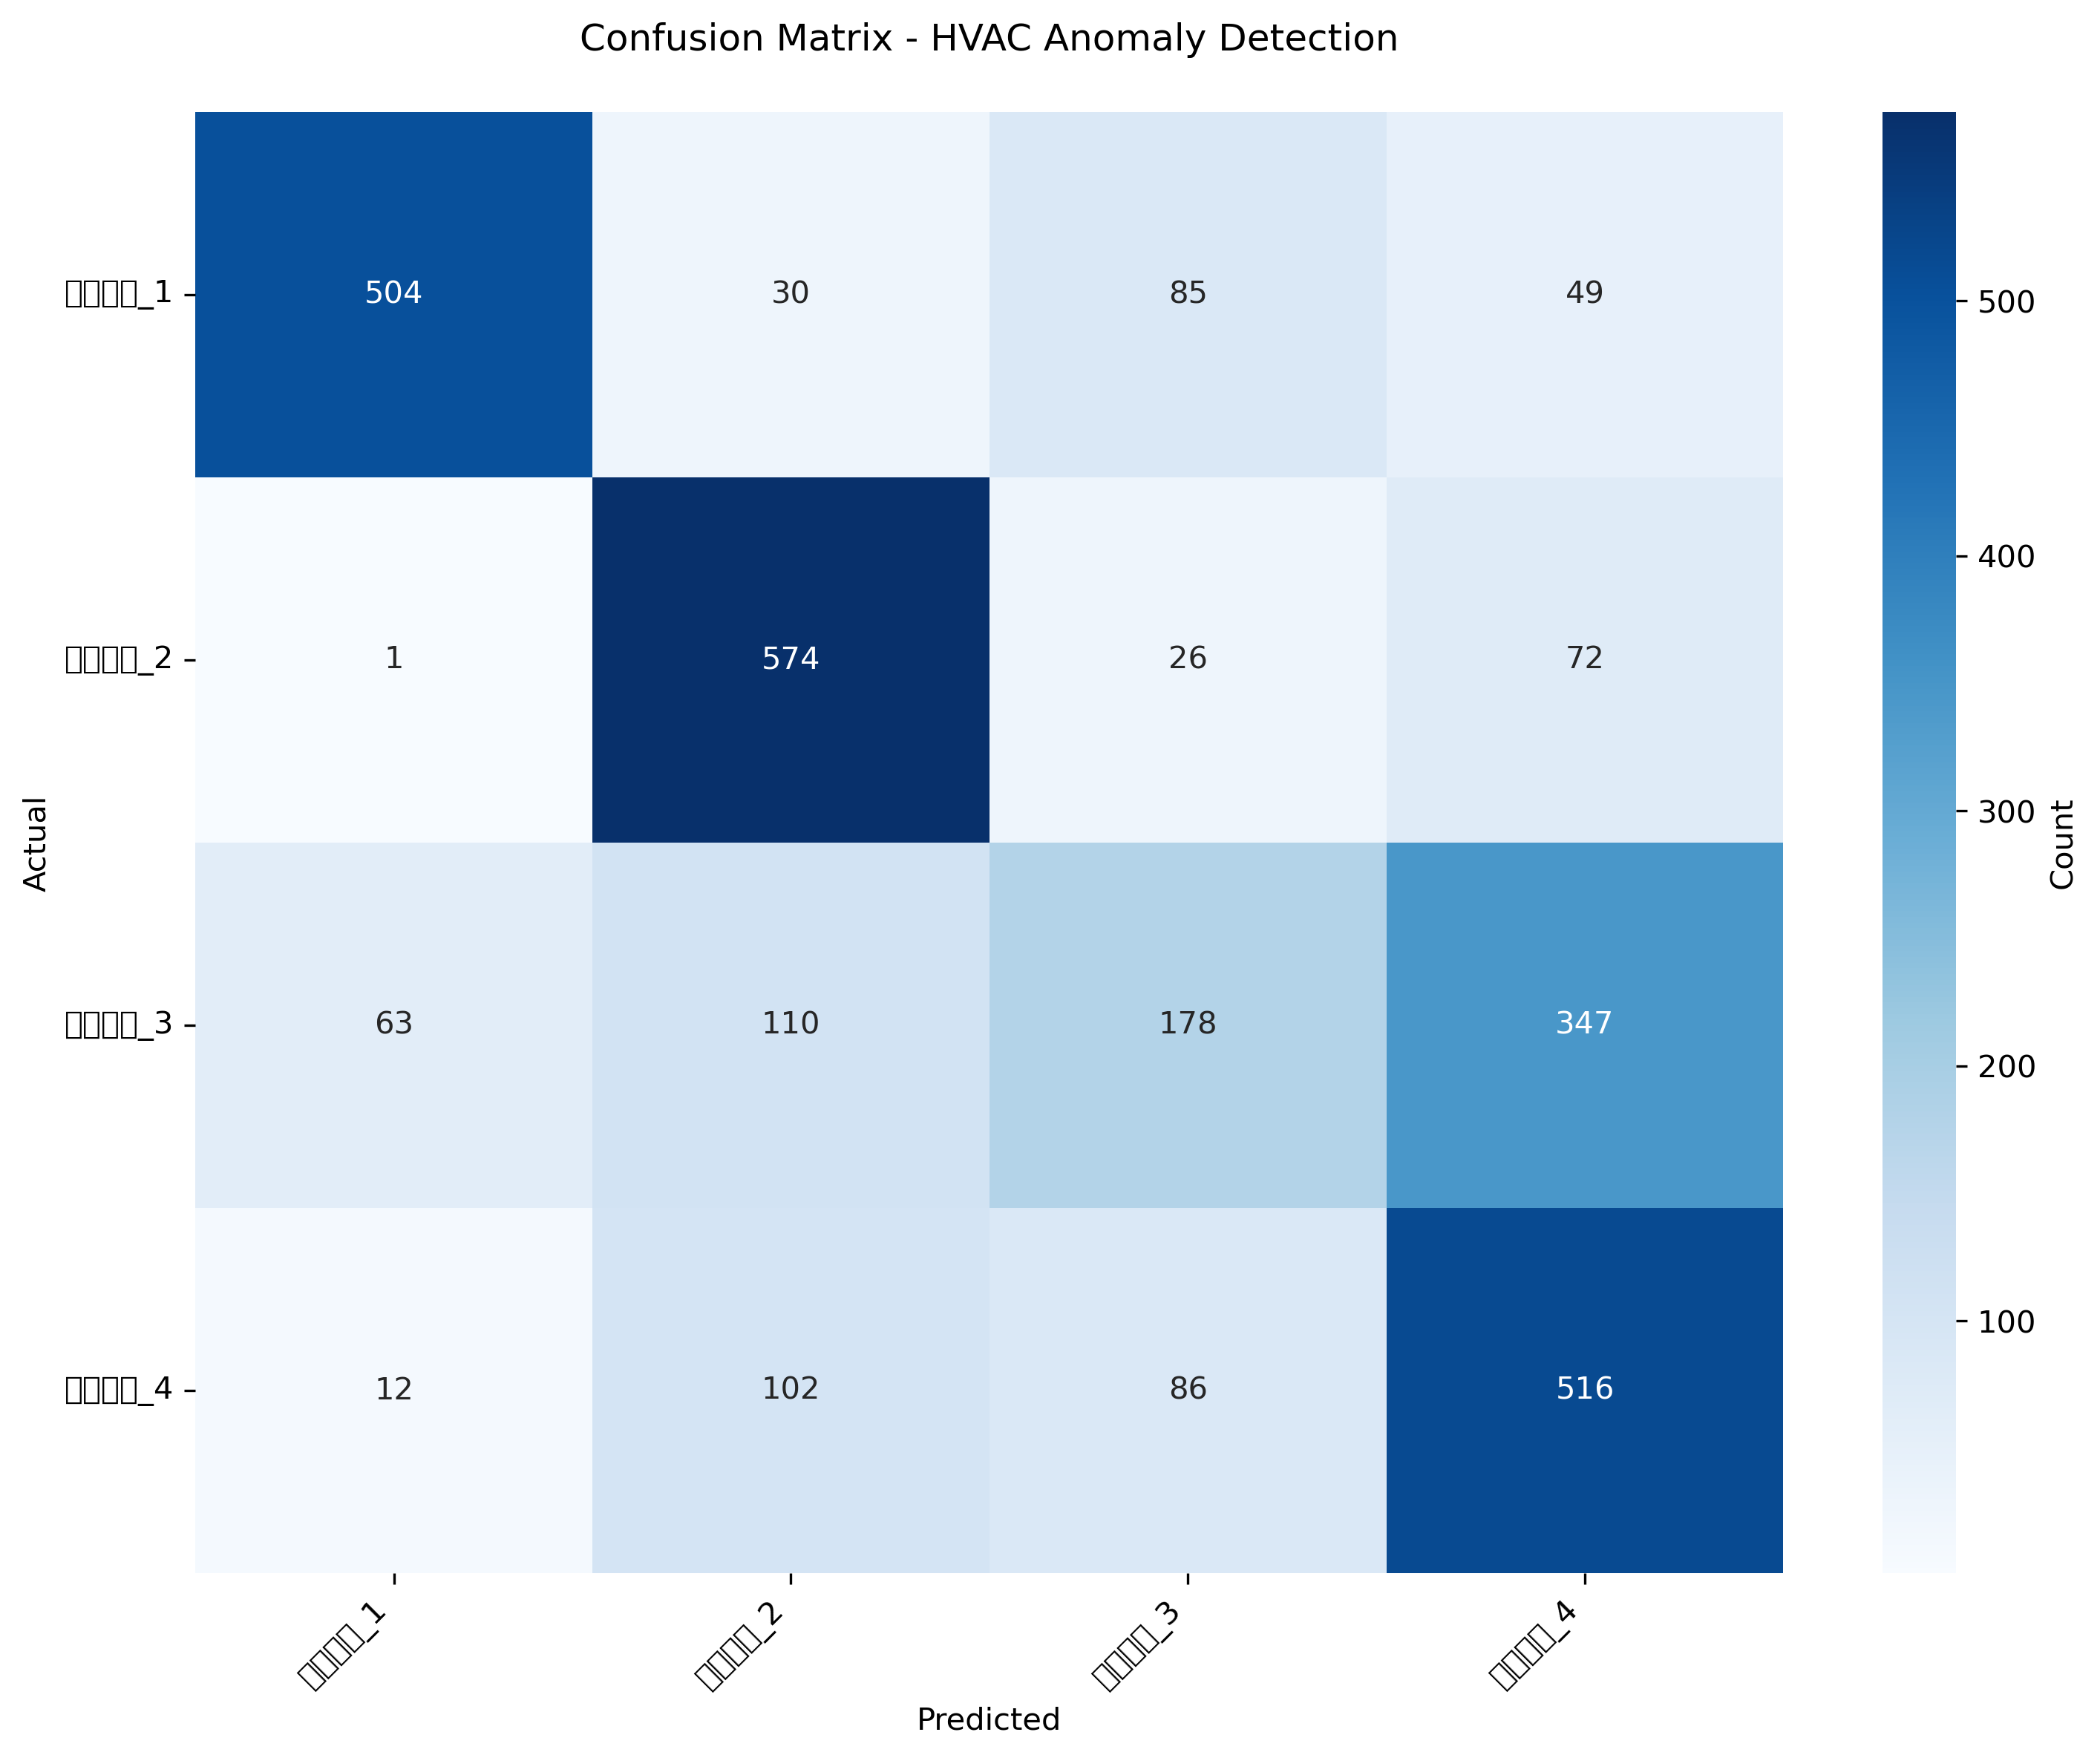 Confusion Matrix - HVAC Anomaly Detection
504 30 85 49
1 574 26 72
63 110 178 347
12 102 86 516
_1
_2
_3
_4
Actual
_1
_2
_3
_4
Predicted
500
400
300
200
100
Count